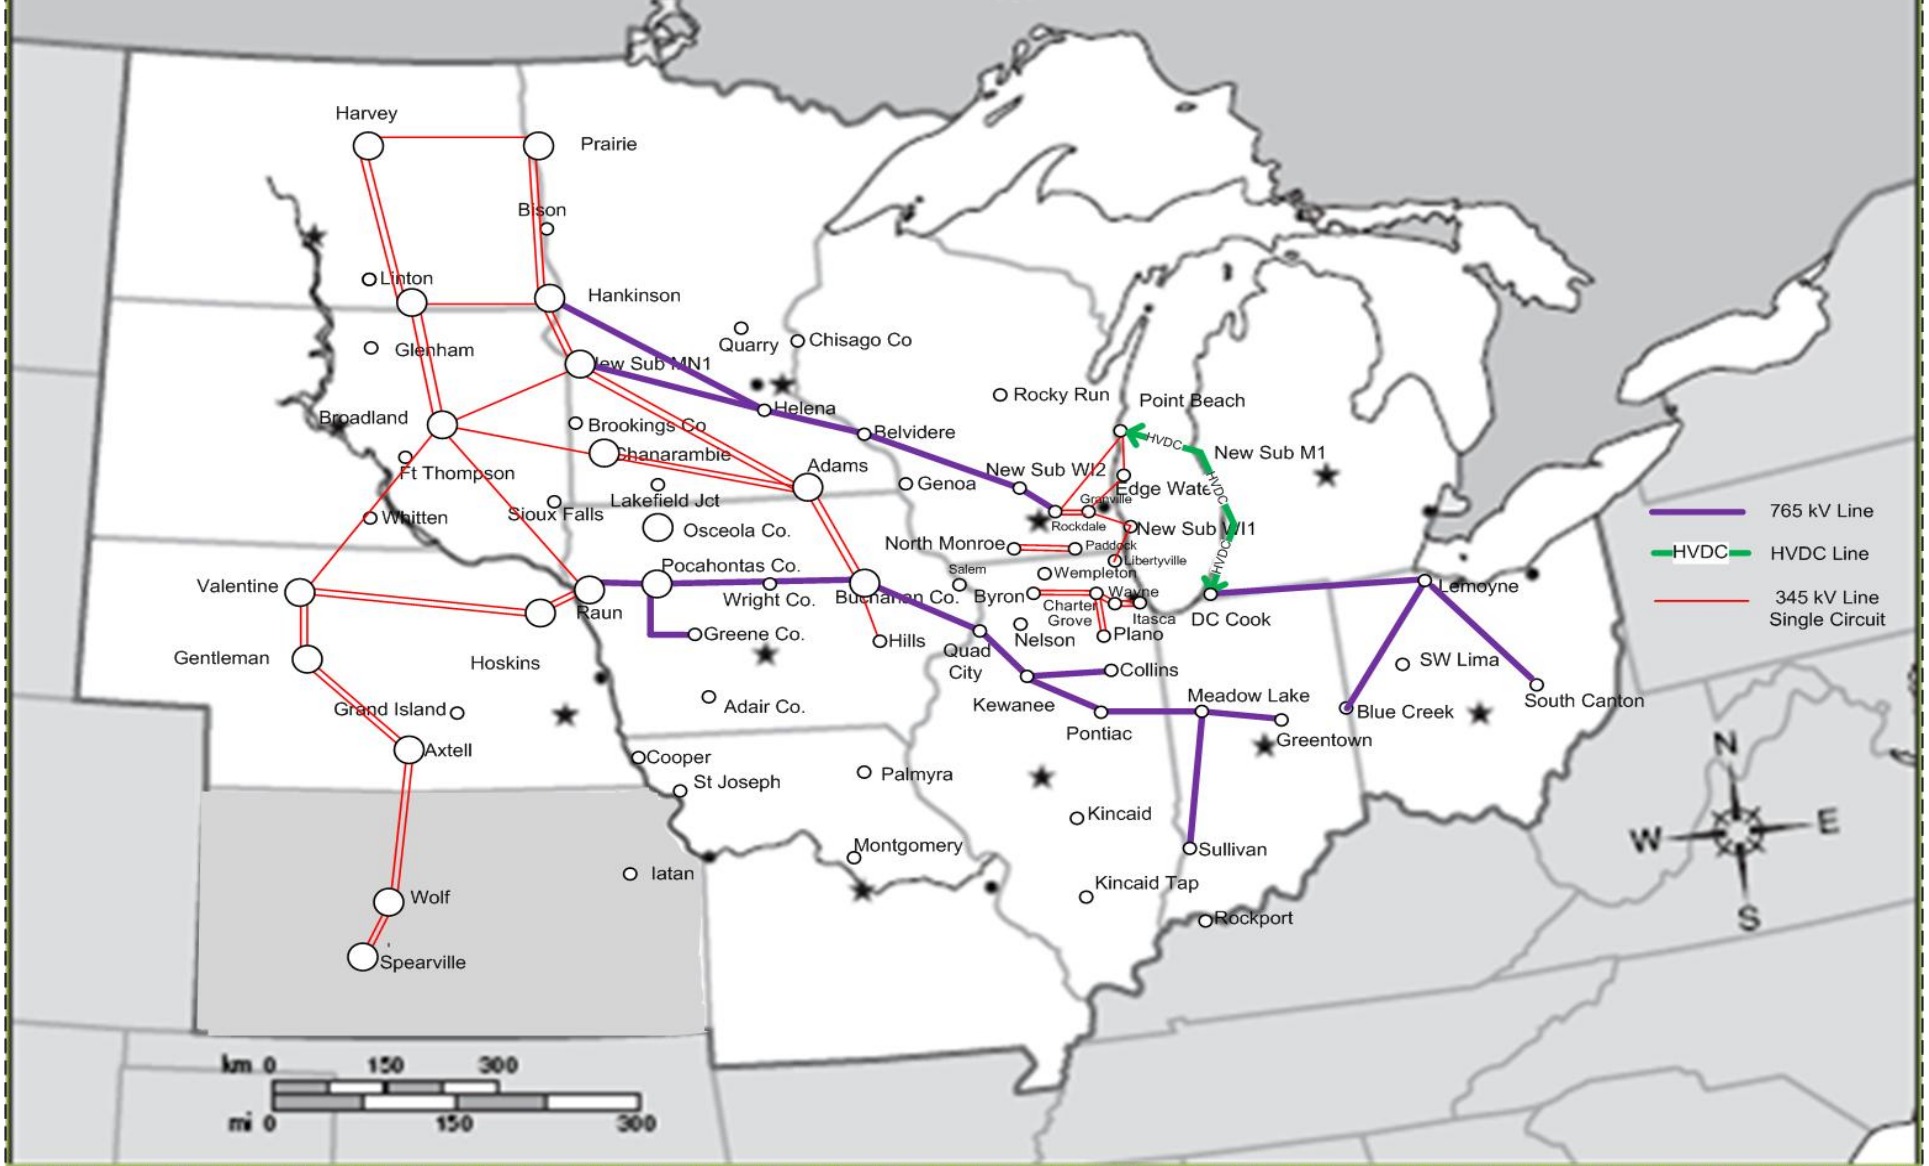 Harvey
Prairie
Bison
Linton
Hankinson
Quarry
Chisago Co
Glenham
New Sub MN1
Rocky Run
Point Beach
Helena
Broadland
Brookings Co
Belvidere
HVDC
New Sub M1
Chanarambie
Adams
New Sub WI2
Ft Thompson
Genoa
Edge Wate
HVDC
Lakefield Jct
Granville
Sioux Falls
Whitten
Rockdale
New Sub WI1
765 kV Line
Osceola Co.
North Monroe
Paddock
HVDC
HVDC
HVDC Line
Libertyville
Pocahontas Co.
Salem
Wempleton
Valentine
Lemoyne
Wright Co.
Buchanan Co.
Byron
Wayne
345 kV Line
Single Circuit
Raun
Charter
Grove
Itasca
DC Cook
Greene Co.
Hills
Nelson
Plano
Quad
City
Gentleman
Hoskins
Collins
SW Lima
Meadow Lake
South Canton
Grand Island
Adair Co.
Kewanee
Blue Creek
Pontiac
Greentown
Axtell
Cooper
St Joseph
Palmyra
N
Kincaid
W
E
Montgomery
Sullivan
Iatan
Kincaid Tap
Wolf
Rockport
S
Spearville
km 0 150 300
mi 0 150 300